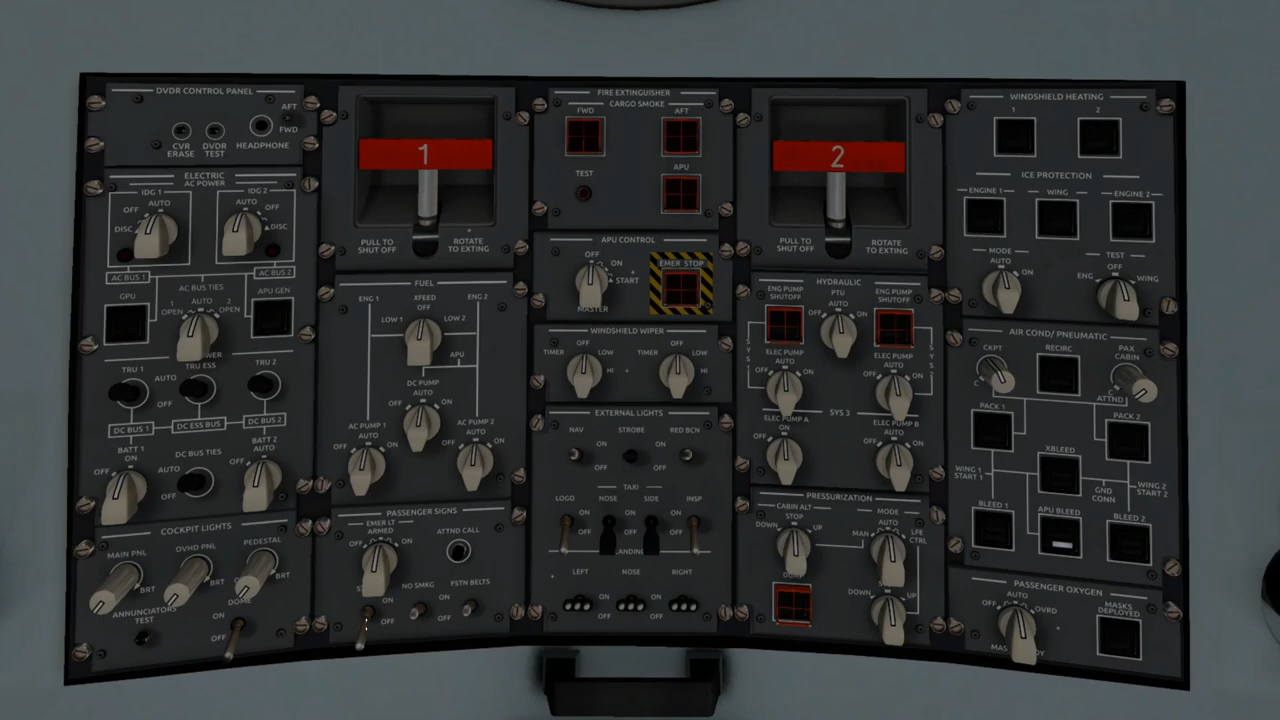 DVDR CONTROL PANEL
AFT
FWD
CVR
ERASE
DVDR
TEST
HEADPHONE
ELECTRIC
AC POWER
IDG 1
IDG 2
OFF
AUTO
DISC
AUTO
OFF
DISC
AC BUS 1
AC BUS 2
AC BUS TIES
GPU
1
OPEN
AUTO
2
OPEN
APU GEN
TRU 1
TRU ESS
TRU 2
AUTO
OFF
DC BUS 1
DC ESS BUS
DC BUS 2
BATT 1
ON
OFF
DC BUS TIES
AUTO
OFF
BATT 2
AUTO
OFF
ON
COCKPIT LIGHTS
MAIN PNL
OVHD PNL
PEDESTAL
BRT
BRT
BRT
ANNUNCIATORS
TEST
DOME
ON
OFF
1
PULL TO
SHUT OFF
ROTATE
TO EXTING
FUEL
ENG 1
XFEED
OFF
ENG 2
LOW 1
LOW 2
APU
DC PUMP
AUTO
OFF
ON
AC PUMP 1
AUTO
OFF
ON
AC PUMP 2
AUTO
OFF
ON
PASSENGER SIGNS
EMER LT
ARMED
OFF
ON
ATTND CALL
ON
OFF
NO SMKG
ON
OFF
FSTN BELTS
FIRE EXTINGUISHER
CARGO SMOKE
FWD
AFT
TEST
APU
APU CONTROL
OFF
ON
START
MASTER
EMER STOP
WINDSHIELD WIPER
TIMER
OFF
LOW
HI
TIMER
OFF
LOW
HI
EXTERNAL LIGHTS
NAV
STROBE
RED BCN
ON
OFF
ON
OFF
TAXI
LOGO
NOSE
SIDE
INSP
ON
OFF
ON
OFF
ON
OFF
LANDING
LEFT
NOSE
RIGHT
ON
OFF
ON
OFF
2
PULL TO
SHUT OFF
ROTATE
TO EXTING
HYDRAULIC
ENG PUMP
SHUTOFF
PTU
AUTO
OFF
ON
ENG PUMP
SHUTOFF
SYS 1
SYS 2
ELEC PUMP
AUTO
OFF
ON
ELEC PUMP
AUTO
OFF
ON
SYS 3
ELEC PUMP A
ON
OFF
ELEC PUMP B
AUTO
OFF
ON
PRESSURIZATION
CABIN ALT
STOP
DOWN
UP
MODE
AUTO
MAN
LFE
CTRL
DUMP
DOWN
UP
WINDSHIELD HEATING
1
2
ICE PROTECTION
ENGINE 1
WING
ENGINE 2
MODE
AUTO
ON
TEST
OFF
ENG
WING
AIR COND/ PNEUMATIC
CKPT
RECIRC
PAX
CABIN
C
C
ATTND
PACK 1
PACK 2
XBLEED
WING 1
START 1
GND
CONN
WING 2
START 2
BLEED 1
APU BLEED
BLEED 2
PASSENGER OXYGEN
AUTO
OFF
OVRD
MASKS
DEPLOYED